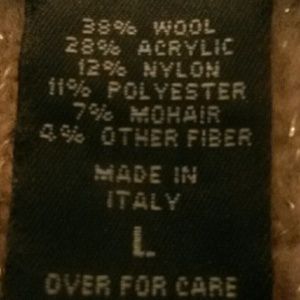 38% WOOL
28% ACRYLIC
12% NYLON
11% POLYESTER
7% MOHAIR
4% OTHER FIBER
MADE IN
ITALY
L
OVER FOR CARE